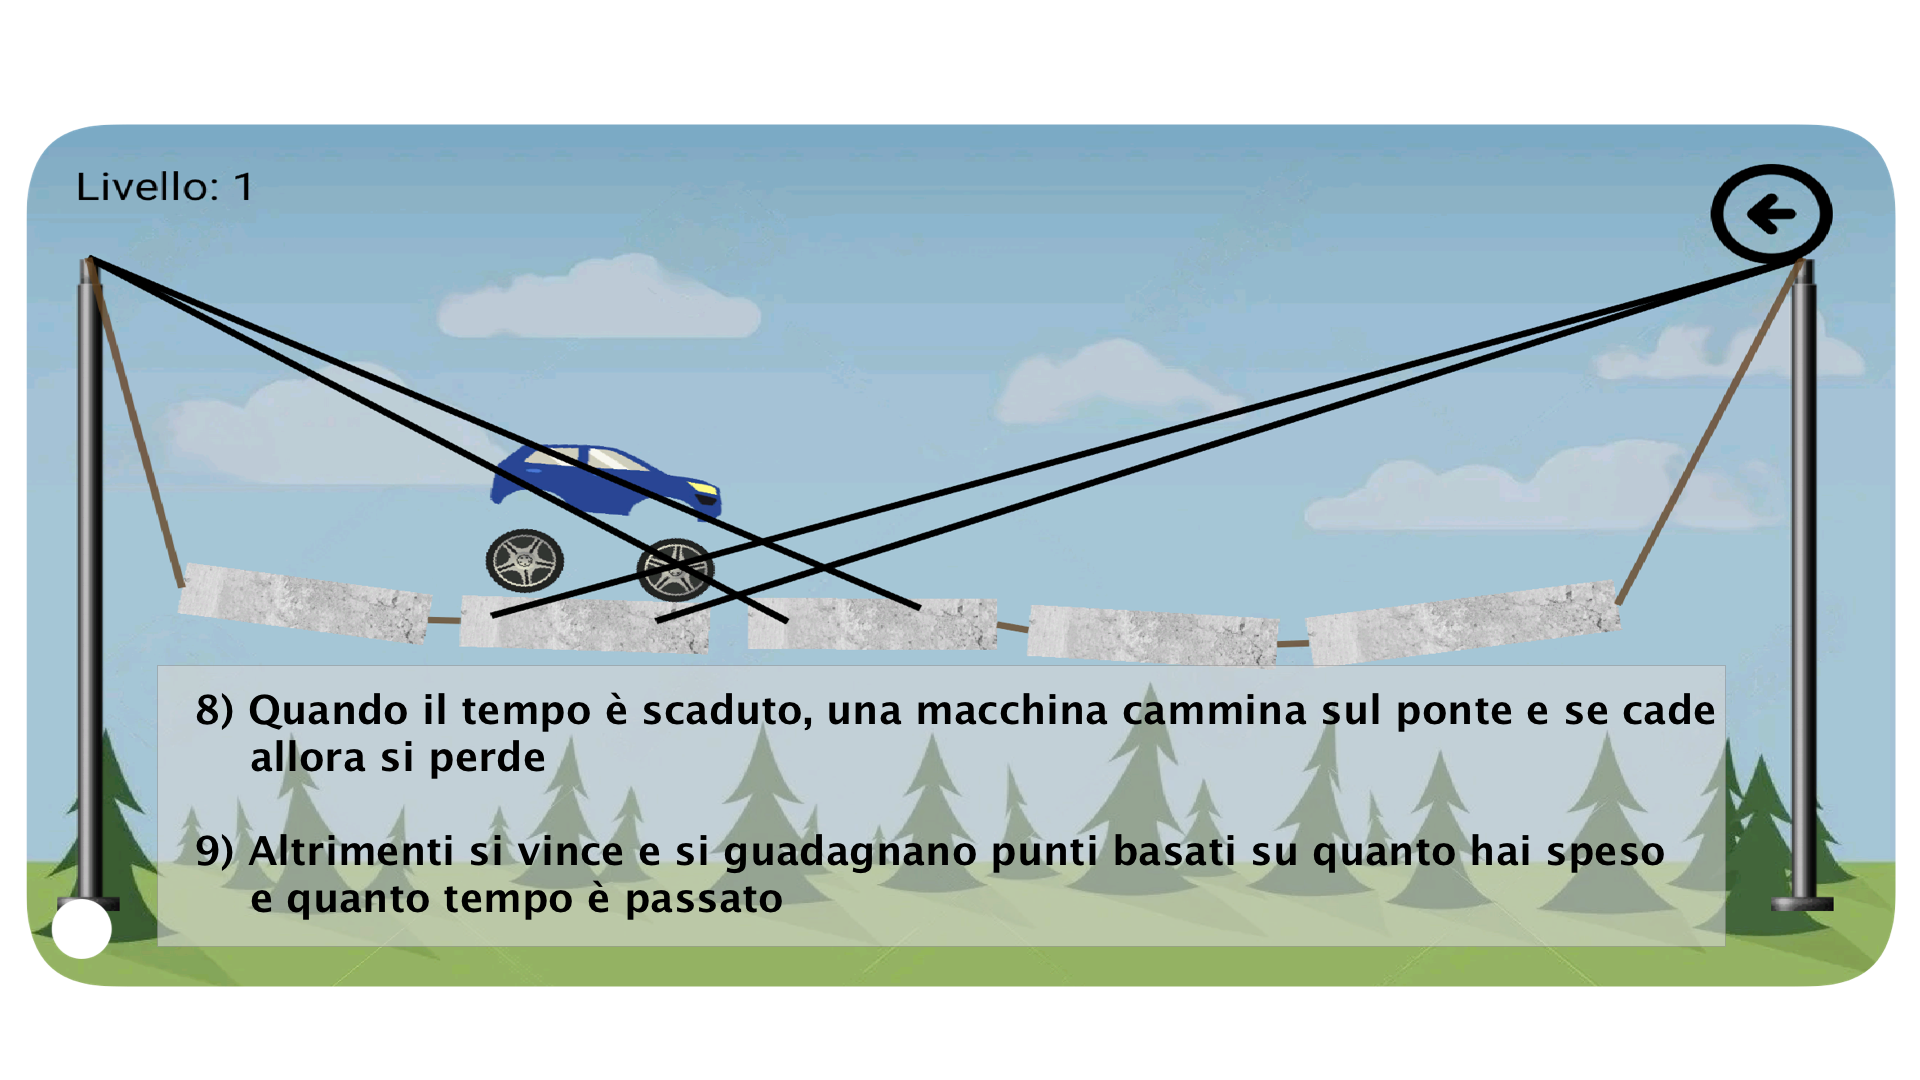 Livello: 1
8) Quando il tempo è scaduto, una macchina cammina sul ponte e se cade
allora si perde
9) Altrimenti si vince e si guadagnano punti basati su quanto hai speso
e quanto tempo è passato